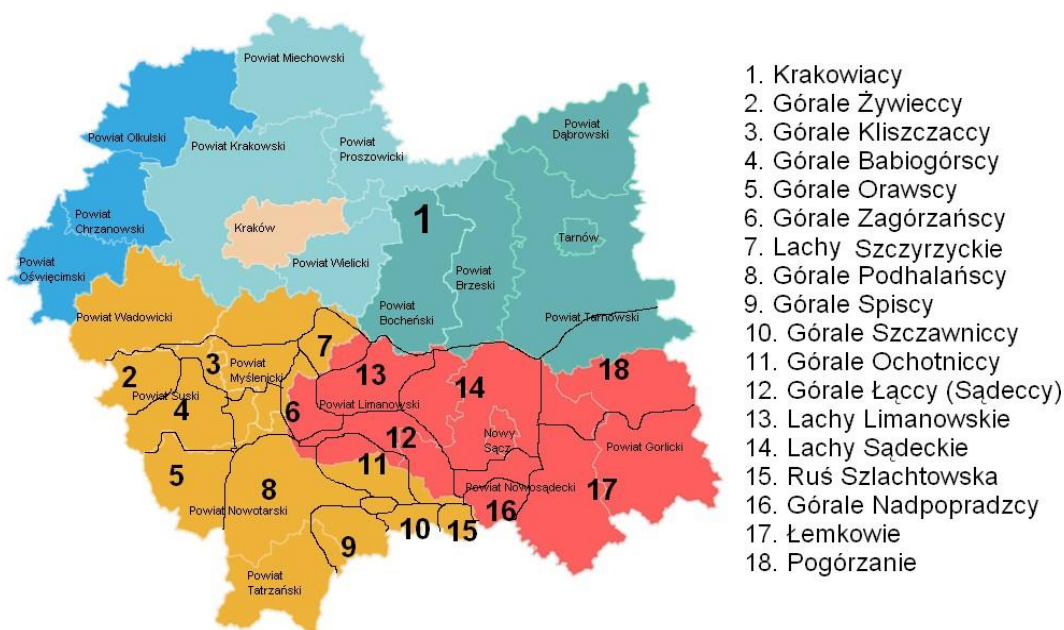 Powiat Miechowski
Powiat Olkulski
Powiat Krakowski
Powiat
Proszowicki
Powiat
Dąbrowski
Powiat
Chrzanowski
Kraków
1
Tarnów
Powiat
Oświęcimski
Powiat Wielicki
Powiat
Brzeski
Powiat
Bocheński
Powiat Wadowicki
Powiat Tarnowski
7
3
Powiat
Myślenicki
13
14
18
2
Powiat Suski
4
6
Powiat Limanowski
12
Nowy
Sącz
Powiat Gorlicki
5
8
11
Powiat Nowosądecki
17
16
Powiat Nowotarski
10
15
9
Powiat
Tatrzański
1. Krakowiacy
2. Górale Żywieccy
3. Górale Kliszczaccy
4. Górale Babiogórscy
5. Górale Orawscy
6. Górale Zagórzańscy
7. Lachy Szczyrzyckie
8. Górale Podhalańscy
9. Górale Spiscy
10. Górale Szczawniccy
11. Górale Ochotniccy
12. Górale Łąccy (Sądeccy)
13. Lachy Limanowskie
14. Lachy Sądeckie
15. Ruś Szlachtowska
16. Górale Nadpopradzcy
17. Łemkowie
18. Pogórzanie